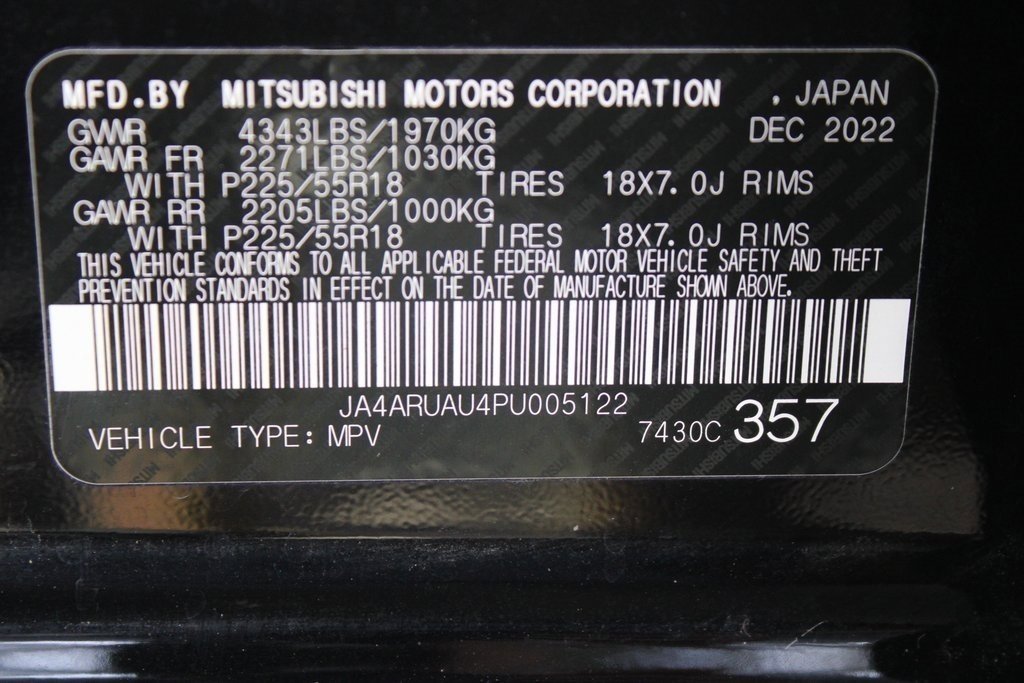 MFD.BY MITSUBISHI MOTORS CORPORATION , JAPAN
GVWR 4343LBS/1970KG DEC 2022
GAWR FR 2271LBS/1030KG
WITH P225/55R18 TIRES 18X7.0J RIMS
GAWR RR 2205LBS/1000KG
WITH P225/55R18 TIRES 18X7.0J RIMS
THIS VEHICLE CONFORMS TO ALL APPLICABLE FEDERAL MOTOR VEHICLE SAFETY AND THEFT
PREVENTION STANDARDS IN EFFECT ON THE DATE OF MANUFACTURE SHOWN ABOVE.
JA4ARUAU4PU005122
VEHICLE TYPE: MPV 7430C 357